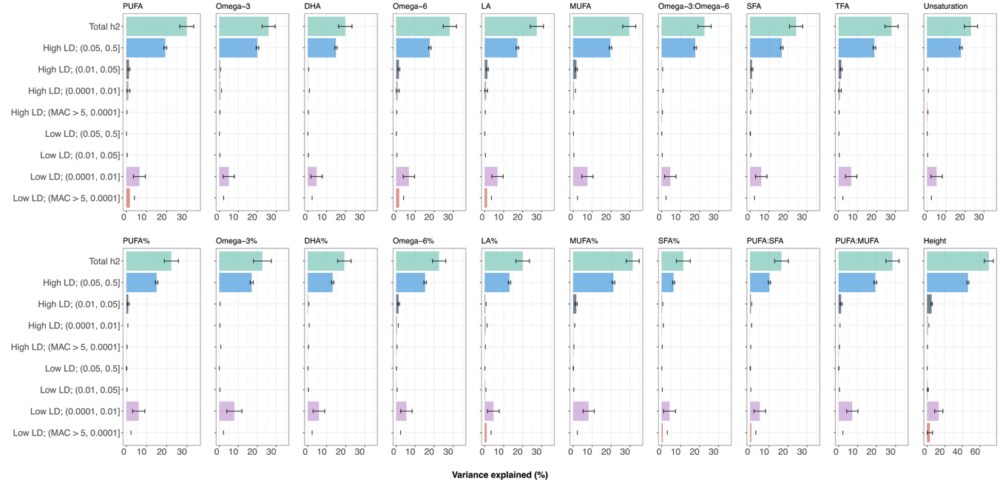 PUFA Omega−3 DHA Omega−6 LA MUFA Omega−3:Omega−6 SFA TFA Unsaturation
Total h2
High LD; (0.05, 0.5]
High LD; (0.01, 0.05]
High LD; (0.0001, 0.01]
High LD; (MAC > 5, 0.0001]
Low LD; (0.05, 0.5]
Low LD; (0.01, 0.05]
Low LD; (0.0001, 0.01]
Low LD; (MAC > 5, 0.0001]
0 10 20 30 0 10 20 30 0 10 20 30 0 10 20 30 0 10 20 30 0 10 20 30 0 10 20 30 0 10 20 30 0 10 20 30 0 10 20 30
PUFA% Omega−3% DHA% Omega−6% LA% MUFA% SFA% PUFA:SFA PUFA:MUFA Height
Total h2
High LD; (0.05, 0.5]
High LD; (0.01, 0.05]
High LD; (0.0001, 0.01]
High LD; (MAC > 5, 0.0001]
Low LD; (0.05, 0.5]
Low LD; (0.01, 0.05]
Low LD; (0.0001, 0.01]
Low LD; (MAC > 5, 0.0001]
0 10 20 30 0 10 20 30 0 10 20 30 0 10 20 30 0 10 20 30 0 10 20 30 0 10 20 30 0 10 20 30 0 10 20 30 0 20 40 60
Variance explained (%)